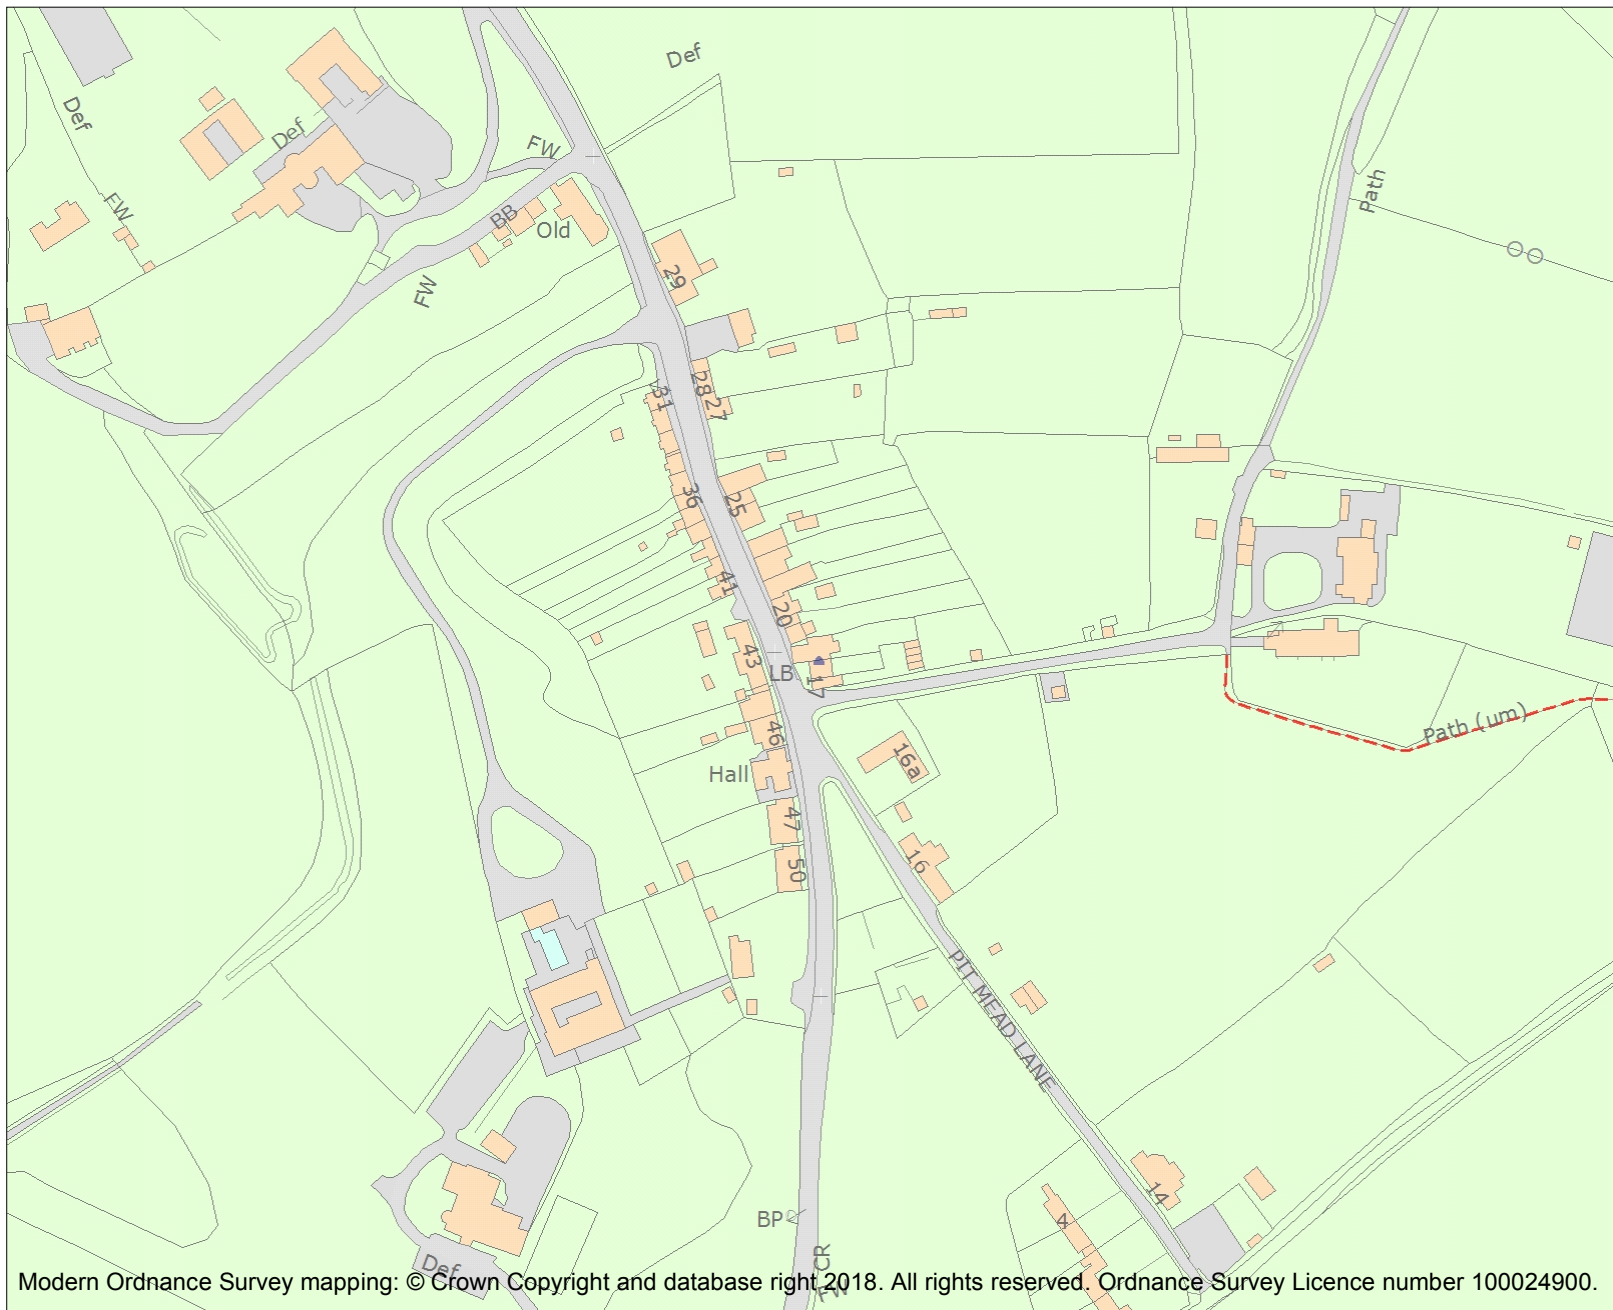 Def
Def
Def
FW
FW
BB
Old
FW
Path
29
28
27
31
36
25
41
20
43
LB
17
46
16a
Hall
Path (um)
47
16
50
PIT MEAD LANE
14
4
BP
CR
Def
FW
Modern Ordnance Survey mapping: © Crown Copyright and database right 2018. All rights reserved. Ordnance Survey Licence number 100024900.